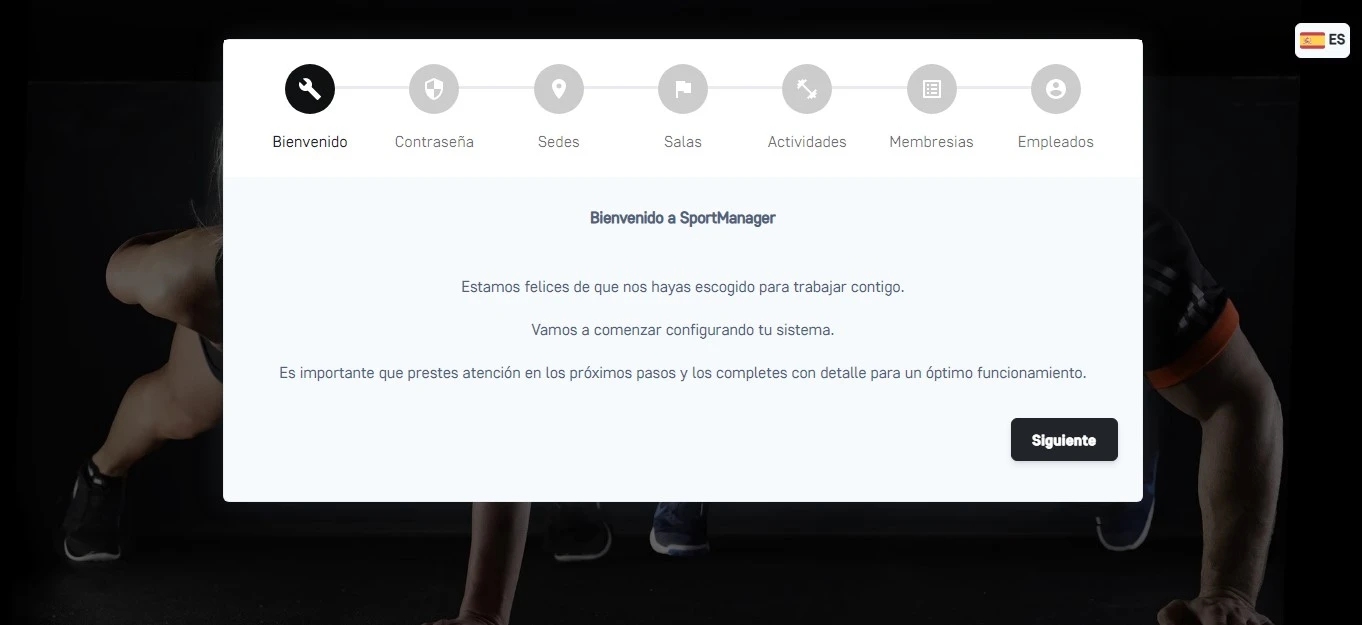 ES
Bienvenido
Contraseña
Sedes
Salas
Actividades
Membresias
Empleados
Bienvenido a SportManager
Estamos felices de que nos hayas escogido para trabajar contigo.
Vamos a comenzar configurando tu sistema.
Es importante que prestes atención en los próximos pasos y los completes con detalle para un óptimo funcionamiento.
Siguiente